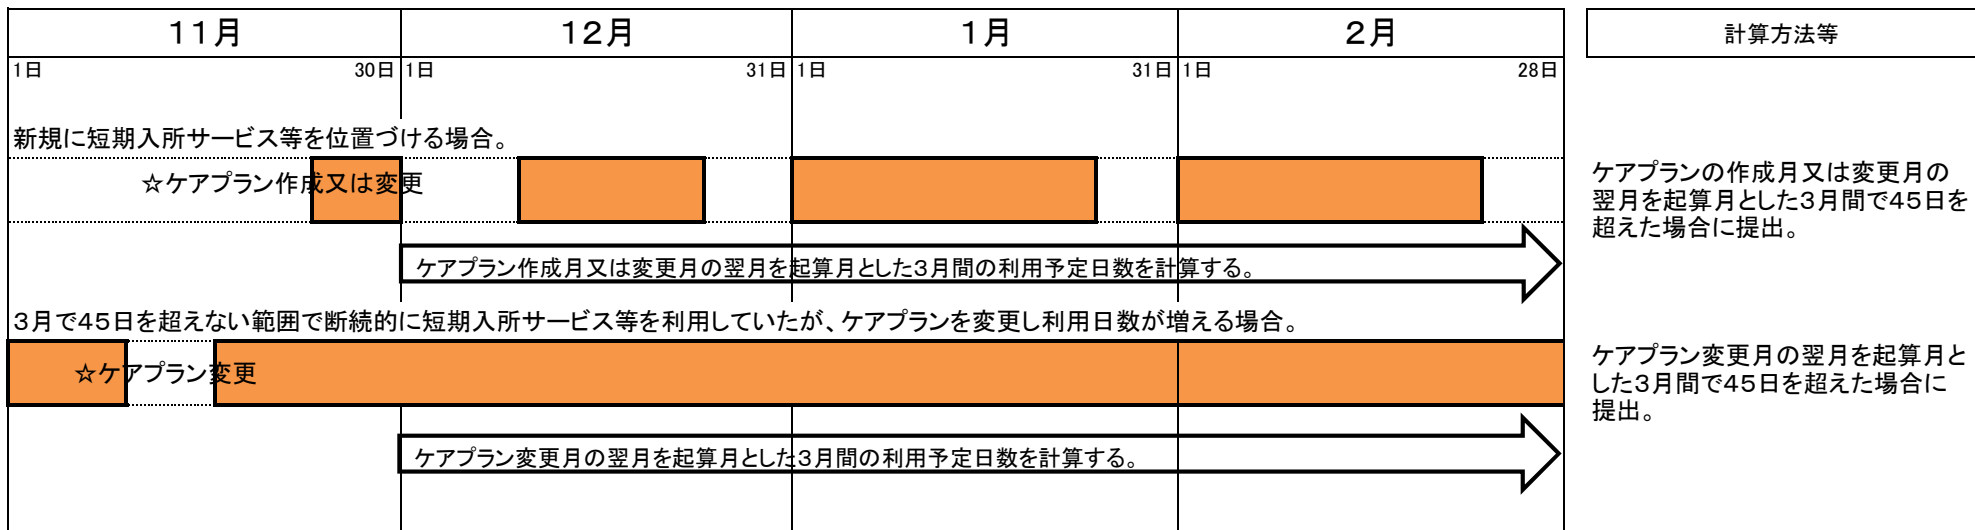 11月
12月
1月
2月
計算方法等
1日
30日
1日
31日
1日
31日
1日
28日
新規に短期入所サービス等を位置づける場合。
☆ケアプラン作成又は変更
ケアプランの作成月又は変更月の
翌月を起算月とした3月間で45日を
超えた場合に提出。
ケアプラン作成月又は変更月の翌月を起算月とした3月間の利用予定日数を計算する。
3月で45日を超えない範囲で断続的に短期入所サービス等を利用していたが、ケアプランを変更し利用日数が増える場合。
☆ケアプラン変更
ケアプラン変更月の翌月を起算月と
した3月間で45日を超えた場合に
提出。
ケアプラン変更月の翌月を起算月とした3月間の利用予定日数を計算する。